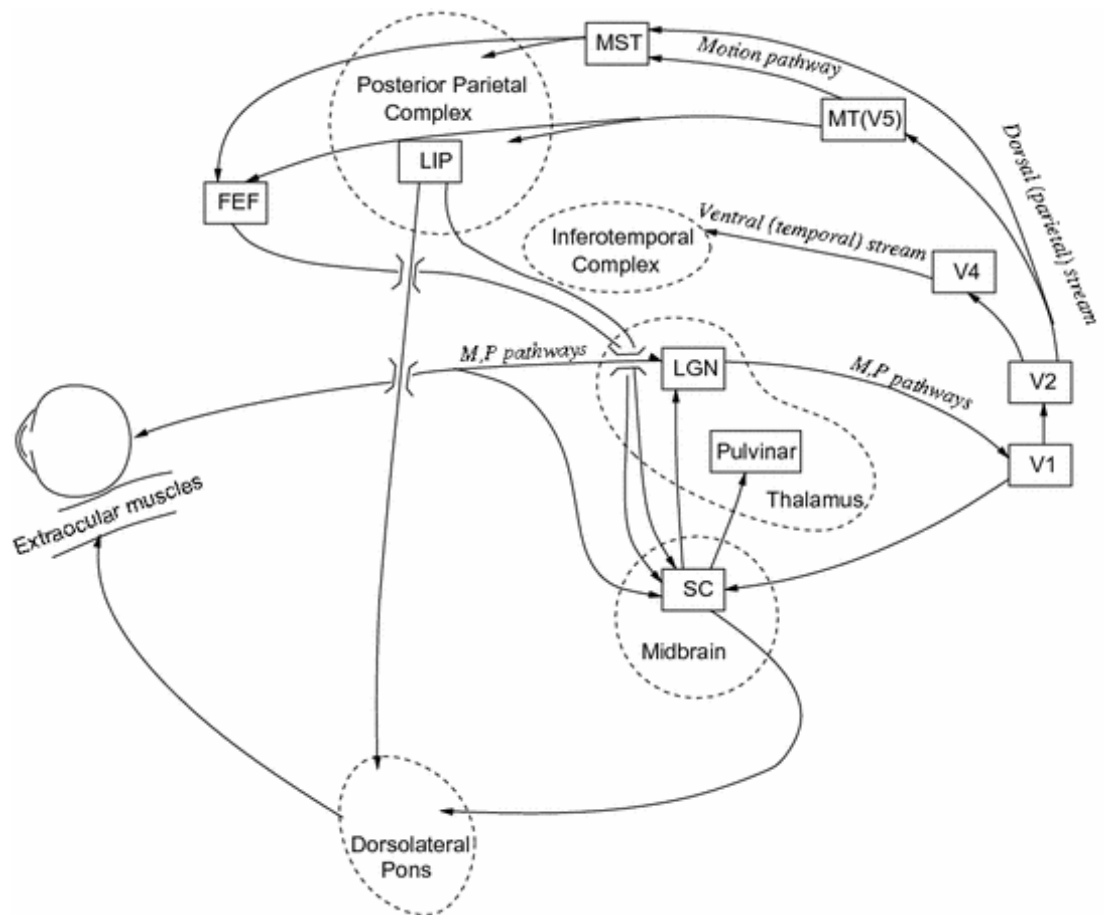 MST
Motion pathway
Posterior Parietal
Complex
MT(V5)
LIP
FEF
Dorsal (parietal) stream
Ventral (temporal) stream
Inferotemporal
Complex
V4
M,P pathways
LGN
M,P pathways
V2
Pulvinar
V1
Thalamus
Extraocular muscles
SC
Midbrain
Dorsolateral
Pons